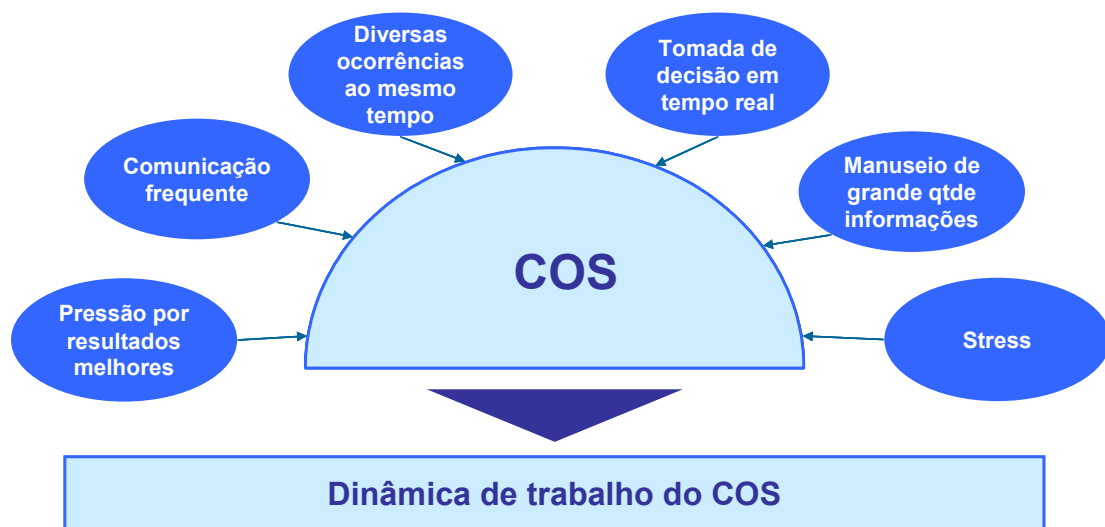 Diversas
ocorrências
ao mesmo
tempo
Tomada de
decisão em
tempo real
Comunicação
frequente
Manuseio de
grande qtde
informações
COS
Pressão por
resultados
melhores
Stress
Dinâmica de trabalho do COS